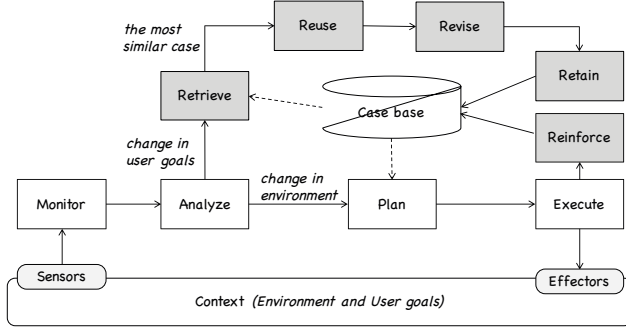 the most
similar case
Reuse
Revise
Retrieve
Retain
Case base
change in
user goals
Reinforce
change in
environment
Monitor
Analyze
Plan
Execute
Sensors
Effectors
Context (Environment and User goals)